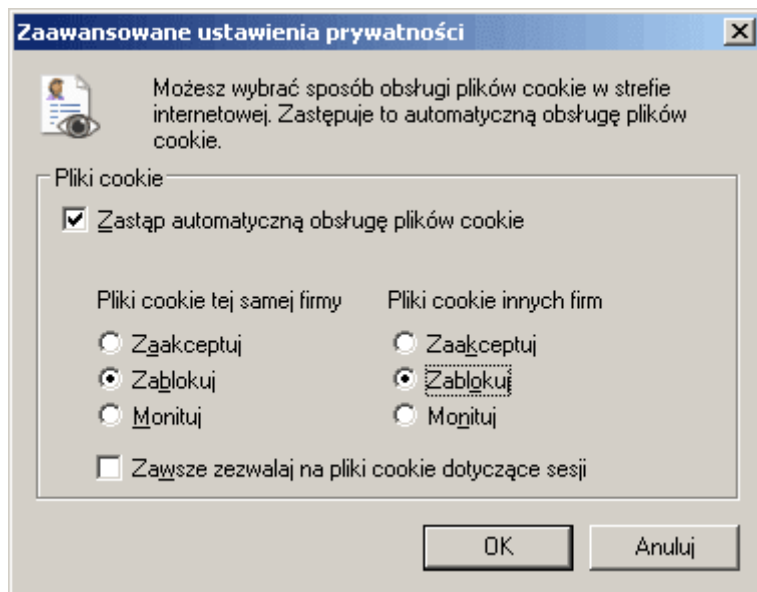 Zaawansowane ustawienia prywatności
Możesz wybrać sposób obsługi plików cookie w strefie
internetowej. Zastępuje to automatyczną obsługę plików
cookie.
Pliki cookie
Zastąp automatyczną obsługę plików cookie
Pliki cookie tej samej firmy
Pliki cookie innych firm
Zaakceptuj
Zaakceptuj
Zablokuj
Zablokuj
Monituj
Monituj
Zawsze zezwalaj na pliki cookie dotyczące sesji
OK
Anuluj